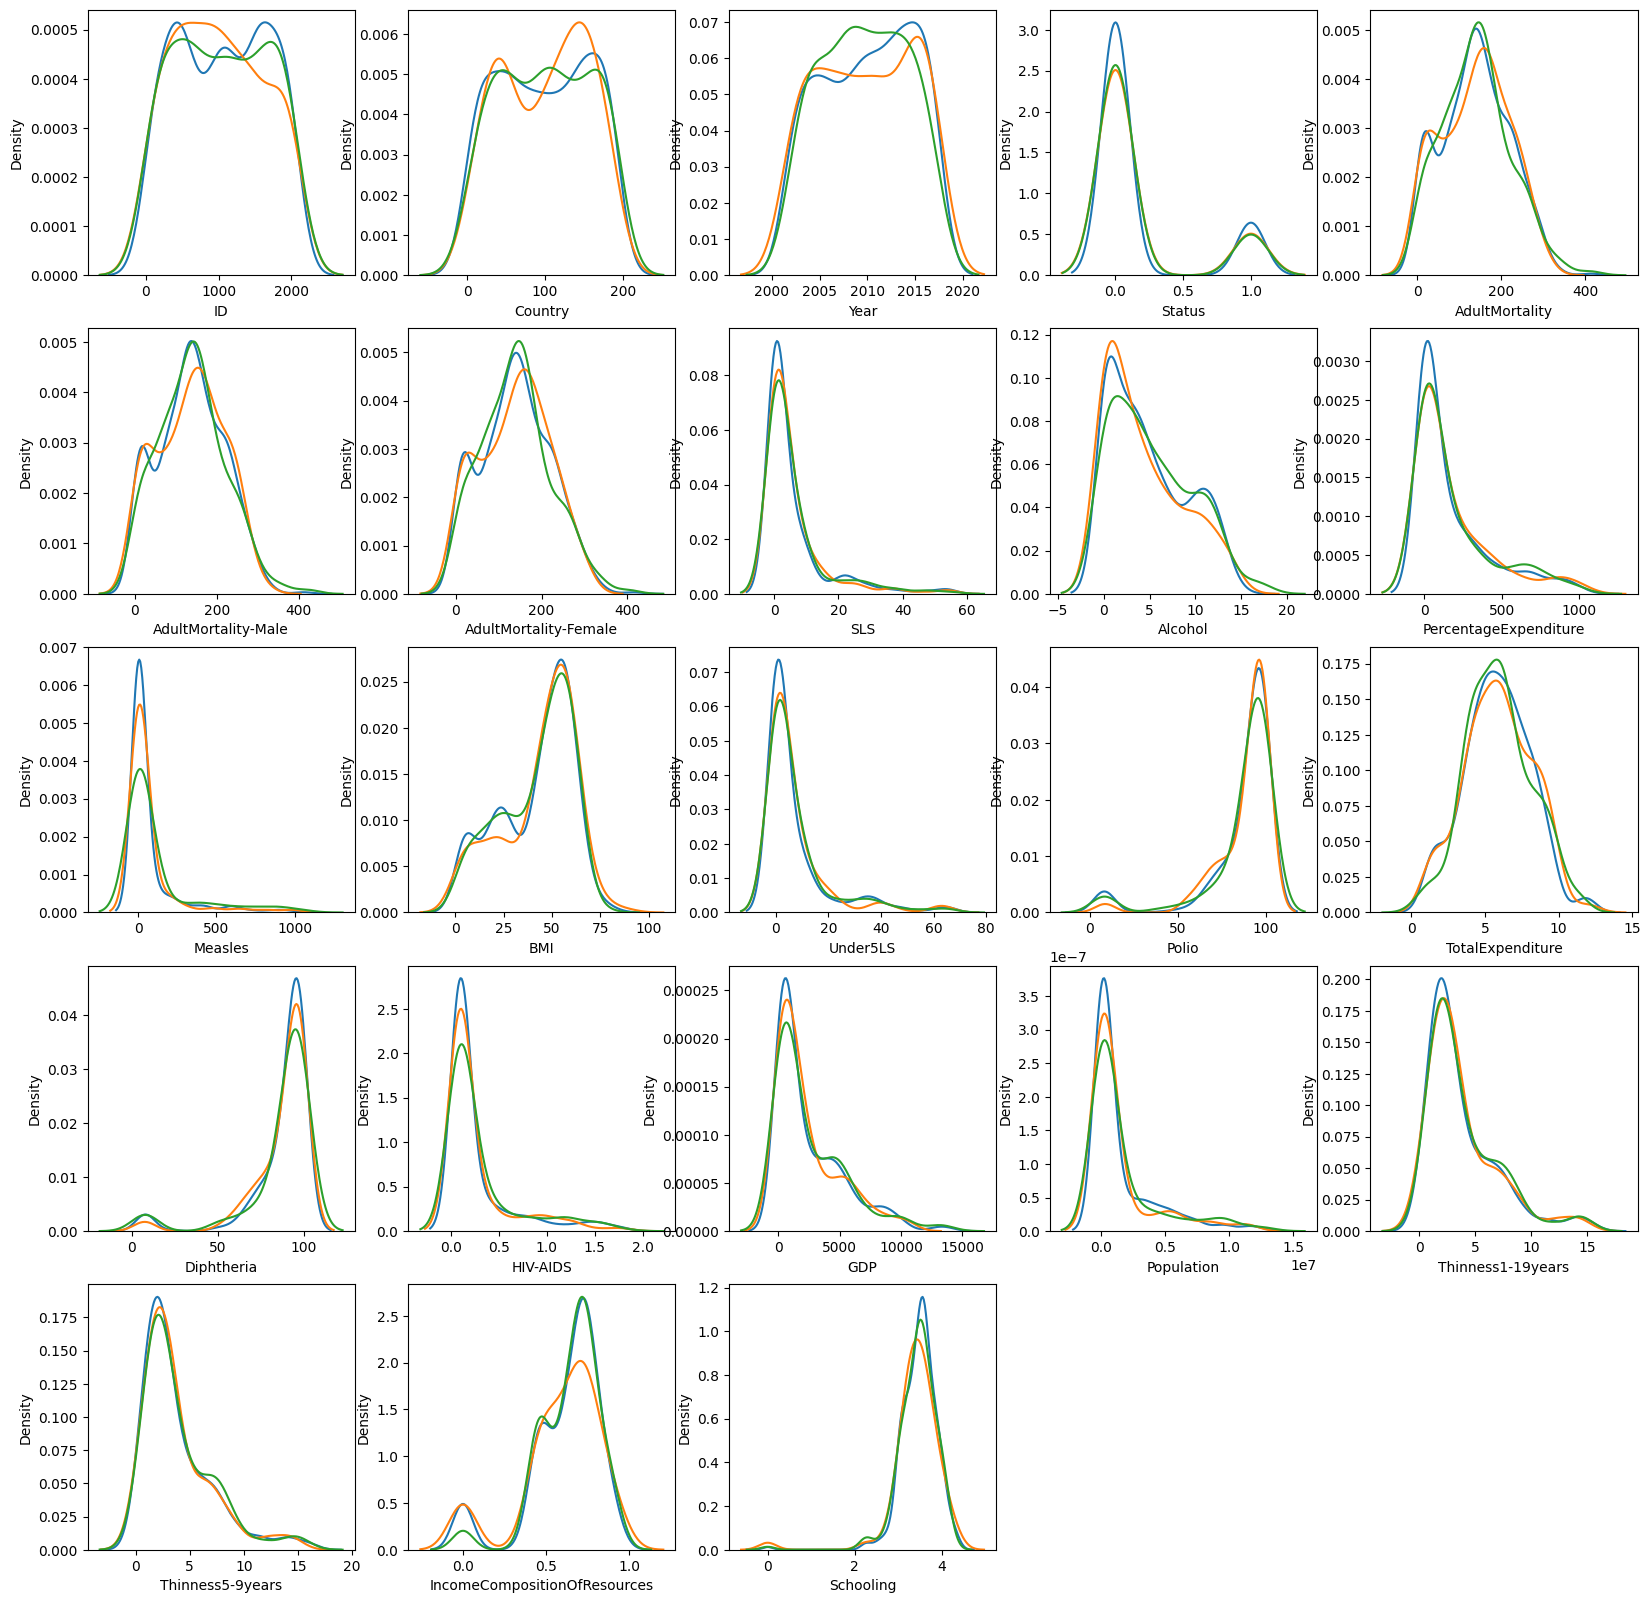 0.0005
0.0004
0.0003
0.0002
0.0001
0.0000
Density
0 1000 2000
ID
0.006
0.005
0.004
0.003
0.002
0.001
0.000
Density
0 100 200
Country
0.07
0.06
0.05
0.04
0.03
0.02
0.01
0.00
Density
2000 2005 2010 2015 2020
Year
3.0
2.5
2.0
1.5
1.0
0.5
0.0
Density
0.0 0.5 1.0
Status
0.005
0.004
0.003
0.002
0.001
0.000
Density
0 200 400
AdultMortality
0.005
0.004
0.003
0.002
0.001
0.000
Density
0 200 400
AdultMortality-Male
0.005
0.004
0.003
0.002
0.001
0.000
Density
0 200 400
AdultMortality-Female
0.08
0.06
0.04
0.02
0.00
Density
0 20 40 60
SLS
0.12
0.10
0.08
0.06
0.04
0.02
0.00
Density
−5 0 5 10 15 20
Alcohol
0.0030
0.0025
0.0020
0.0015
0.0010
0.0005
0.0000
Density
0 500 1000
PercentageExpenditure
0.007
0.006
0.005
0.004
0.003
0.002
0.001
0.000
Density
0 500 1000
Measles
0.025
0.020
0.015
0.010
0.005
0.000
Density
0 25 50 75 100
BMI
0.07
0.06
0.05
0.04
0.03
0.02
0.01
0.00
Density
0 20 40 60 80
Under5LS
0.04
0.03
0.02
0.01
0.00
Density
0 50 100
Polio
0.175
0.150
0.125
0.100
0.075
0.050
0.025
0.000
Density
0 5 10 15
TotalExpenditure
0.04
0.03
0.02
0.01
0.00
Density
0 50 100
Diphtheria
2.5
2.0
1.5
1.0
0.5
0.0
Density
0.0 0.5 1.0 1.5 2.0
HIV-AIDS
0.00025
0.00020
0.00015
0.00010
0.00005
0.00000
Density
0 5000 10000 15000
GDP
1e−7
3.5
3.0
2.5
2.0
1.5
1.0
0.5
0.0
Density
0.0 0.5 1.0 1.5
1e7
Population
0.200
0.175
0.150
0.125
0.100
0.075
0.050
0.025
0.000
Density
0 5 10 15
Thinness1-19years
0.175
0.150
0.125
0.100
0.075
0.050
0.025
0.000
Density
0 5 10 15 20
Thinness5-9years
2.5
2.0
1.5
1.0
0.5
0.0
Density
0.0 0.5 1.0
IncomeCompositionOfResources
1.2
1.0
0.8
0.6
0.4
0.2
0.0
Density
0 2 4
Schooling